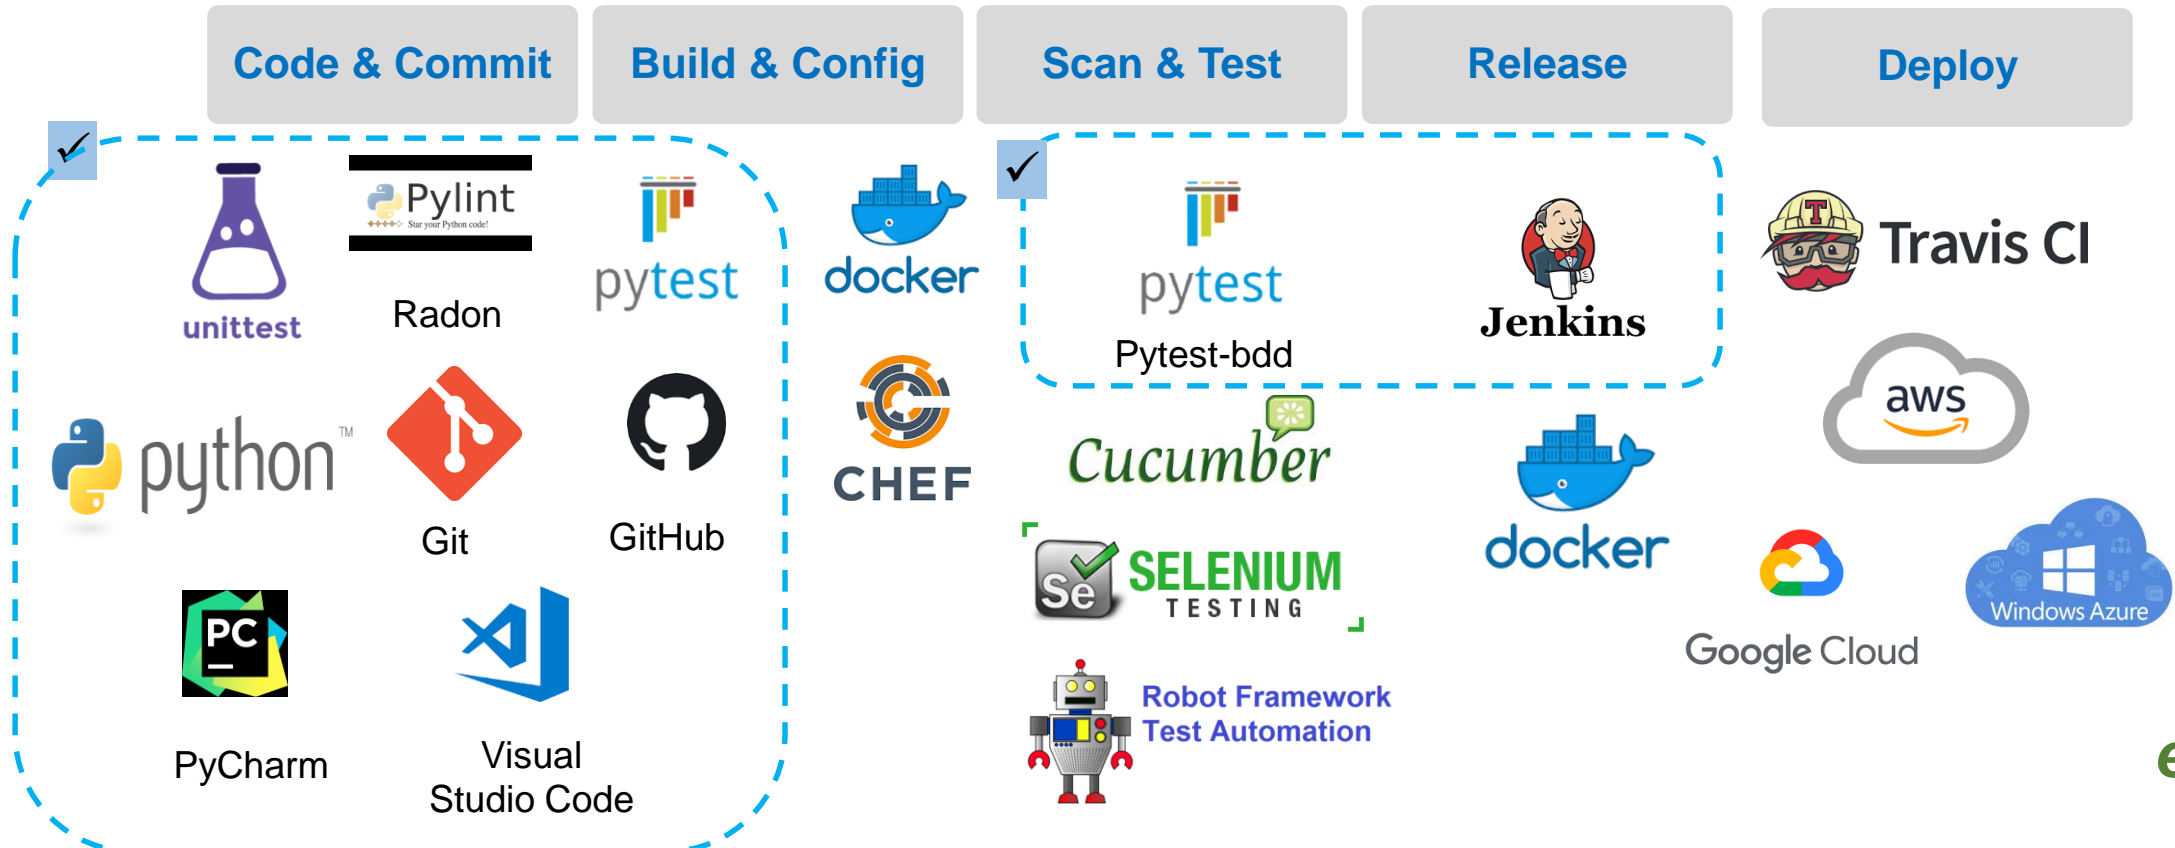 Code & Commit
Build & Config
Scan & Test
Release
Deploy
unittest
Pylint
Star your Python code!
Radon
pytest
docker
pytest
Pytest-bdd
Jenkins
T
Travis CI
python™
Git
GitHub
CHEF
Cucumber
docker
aws
Se
SELENIUM
TESTING
Google Cloud
Windows Azure
PC
PyCharm
Visual
Studio Code
Robot Framework
Test Automation
e